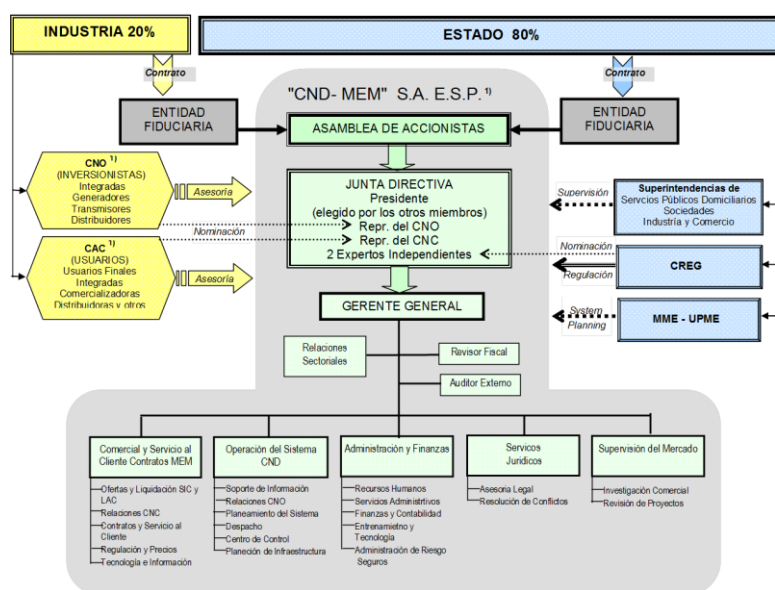 INDUSTRIA 20%
ESTADO 80%
Contrato
Contrato
"CND- MEM" S.A. E.S.P. 1)
ENTIDAD
FIDUCIARIA
ASAMBLEA DE ACCIONISTAS
ENTIDAD
FIDUCIARIA
CNO 1)
(INVERSIONISTAS)
Integradas
Generadores
Transmisores
Distribuidores
Asesoría
JUNTA DIRECTIVA
Presidente
(elegido por los otros miembros)
Repr. del CNO
Repr. del CNC
2 Expertos Independientes
Supervisión
Superintendencias de
Servcios Públicos Domiciliarios
Sociedades
Industria y Comercio
Nominación
CAC 1)
(USUARIOS)
Usuarios Finales
Integradas
Comercializadoras
Distribuidoras y otros
Asesoría
Nominación
Regulación
CREG
GERENTE GENERAL
System
Planning
MME - UPME
Relaciones
Sectoriales
Revisor Fiscal
Auditor Externo
Comercial y Servicio al
Cliente Contratos MEM
Ofertas y Liquidación SIC y
LAC
Relaciones CNC
Contratos y Servicio al
Cliente
Regulación y Precios
Tecnología e Información
Operación del Sistema
CND
Soporte de Información
Relaciones CNO
Planeamiento del Sistema
Despacho
Centro de Control
Planeción de Infraestructura
Administración y Finanzas
Recursos Humanos
Servicios Administritivos
Finanzas y Contabilidad
Entrenamietno y
Tecnología
Administración de Riesgo
Seguros
Servicos
Juridicos
Asesoria Legal
Resolución de Conflictos
Supervisión del Mercado
Investigación Comercial
Revisión de Proyectos